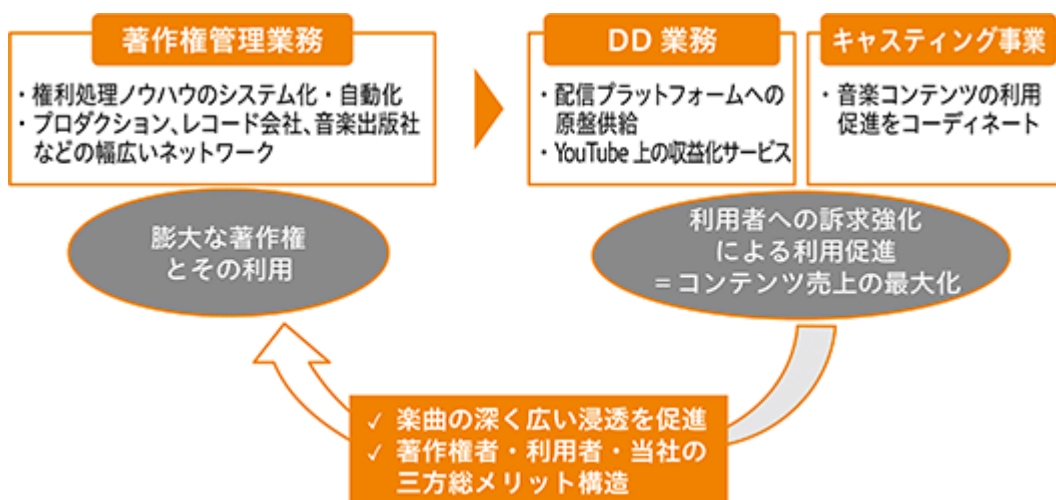 著作権管理業務
・権利処理ノウハウのシステム化・自動化
・プロダクション、レコード会社、音楽出版社
などの幅広いネットワーク
膨大な著作権
とその利用
DD 業務
・配信プラットフォームへの
原盤供給
・YouTube 上の収益化サービス
キャスティング事業
・音楽コンテンツの利用
促進をコーディネート
利用者への訴求強化
による利用促進
=コンテンツ売上の最大化
✓ 楽曲の深く広い浸透を促進
✓ 著作権者・利用者・当社の
三方総メリット構造